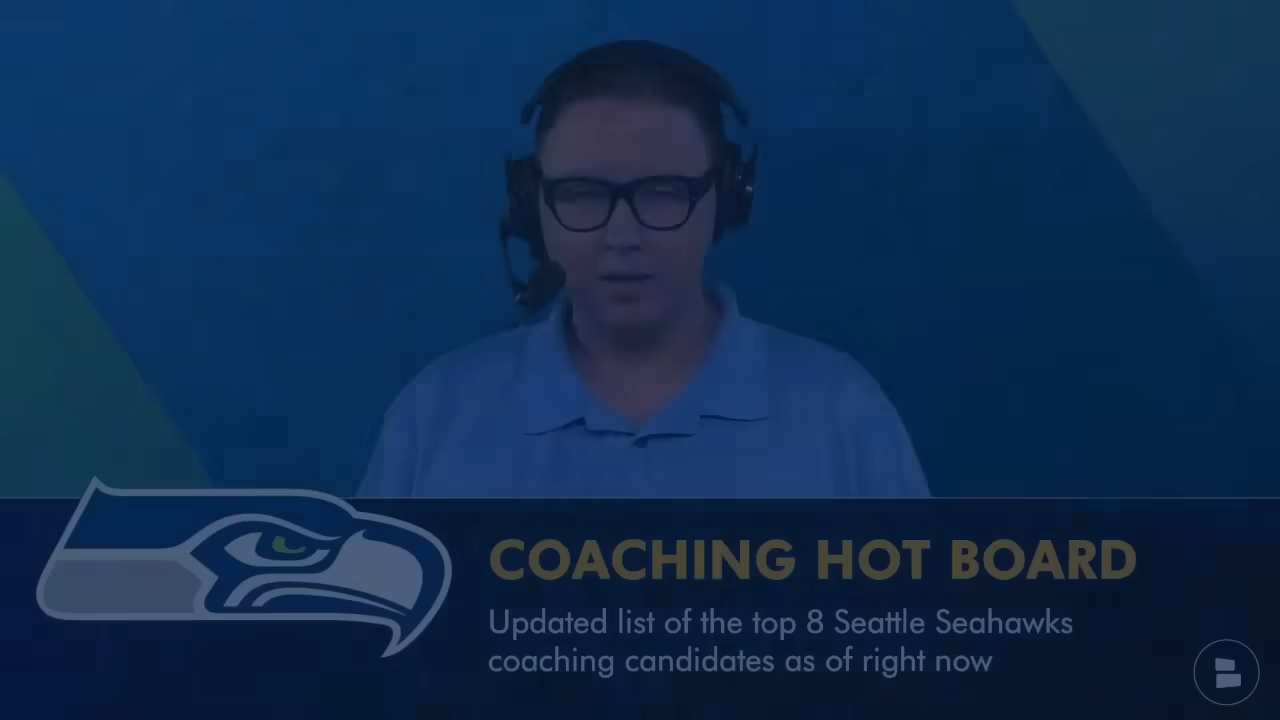 COACHING HOT BOARD
Updated list of the top 8 Seattle Seahawks
coaching candidates as of right now